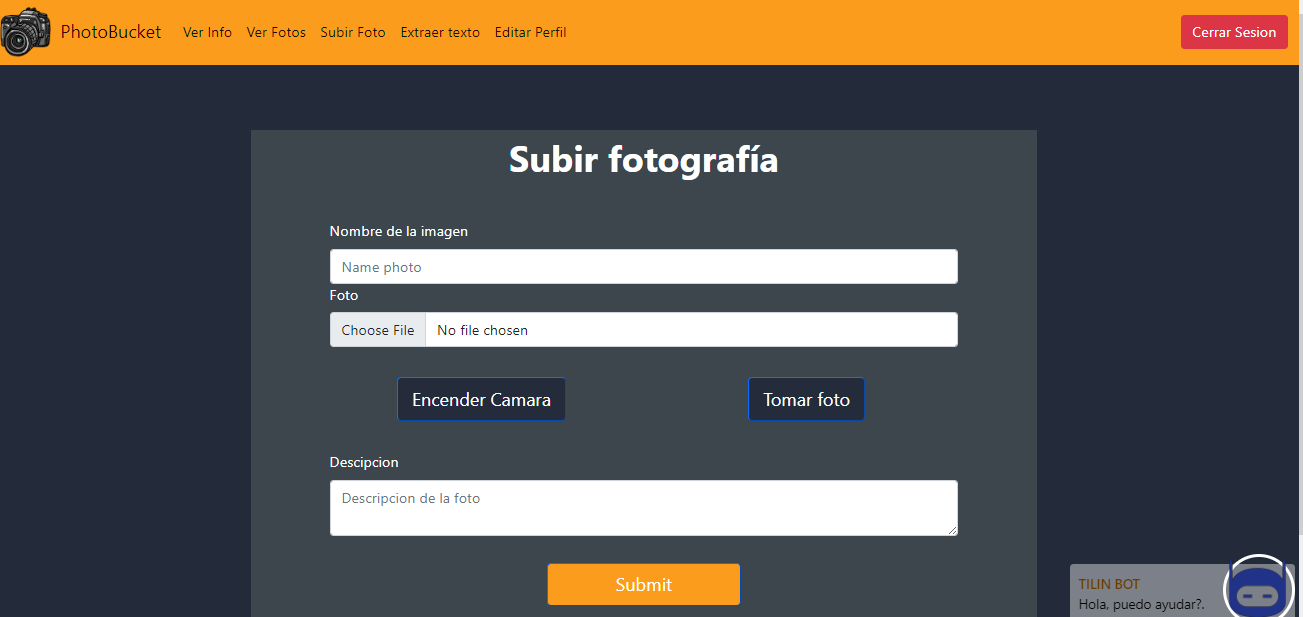 PhotoBucket Ver Info Ver Fotos Subir Foto Extraer texto Editar Perfil Cerrar Sesion
Subir fotografía
Nombre de la imagen
Name photo
Foto
Choose File No file chosen
Encender Camara Tomar foto
Descipcion
Descripcion de la foto
Submit
TILIN BOT
Hola, puedo ayudar?.